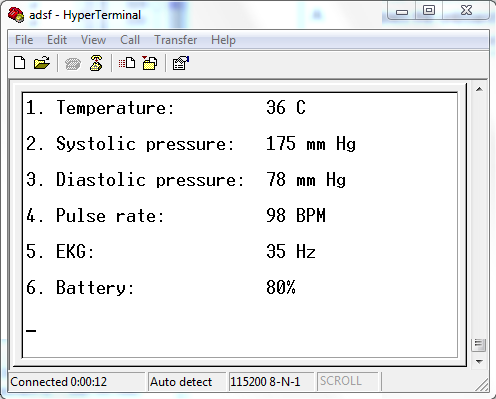 adsf - HyperTerminal
File Edit View Call Transfer Help
1. Temperature: 36 C
2. Systolic pressure: 175 mm Hg
3. Diastolic pressure: 78 mm Hg
4. Pulse rate: 98 BPM
5. EKG: 35 Hz
6. Battery: 80%
_
Connected 0:00:12 Auto detect 115200 8-N-1 SCROLL